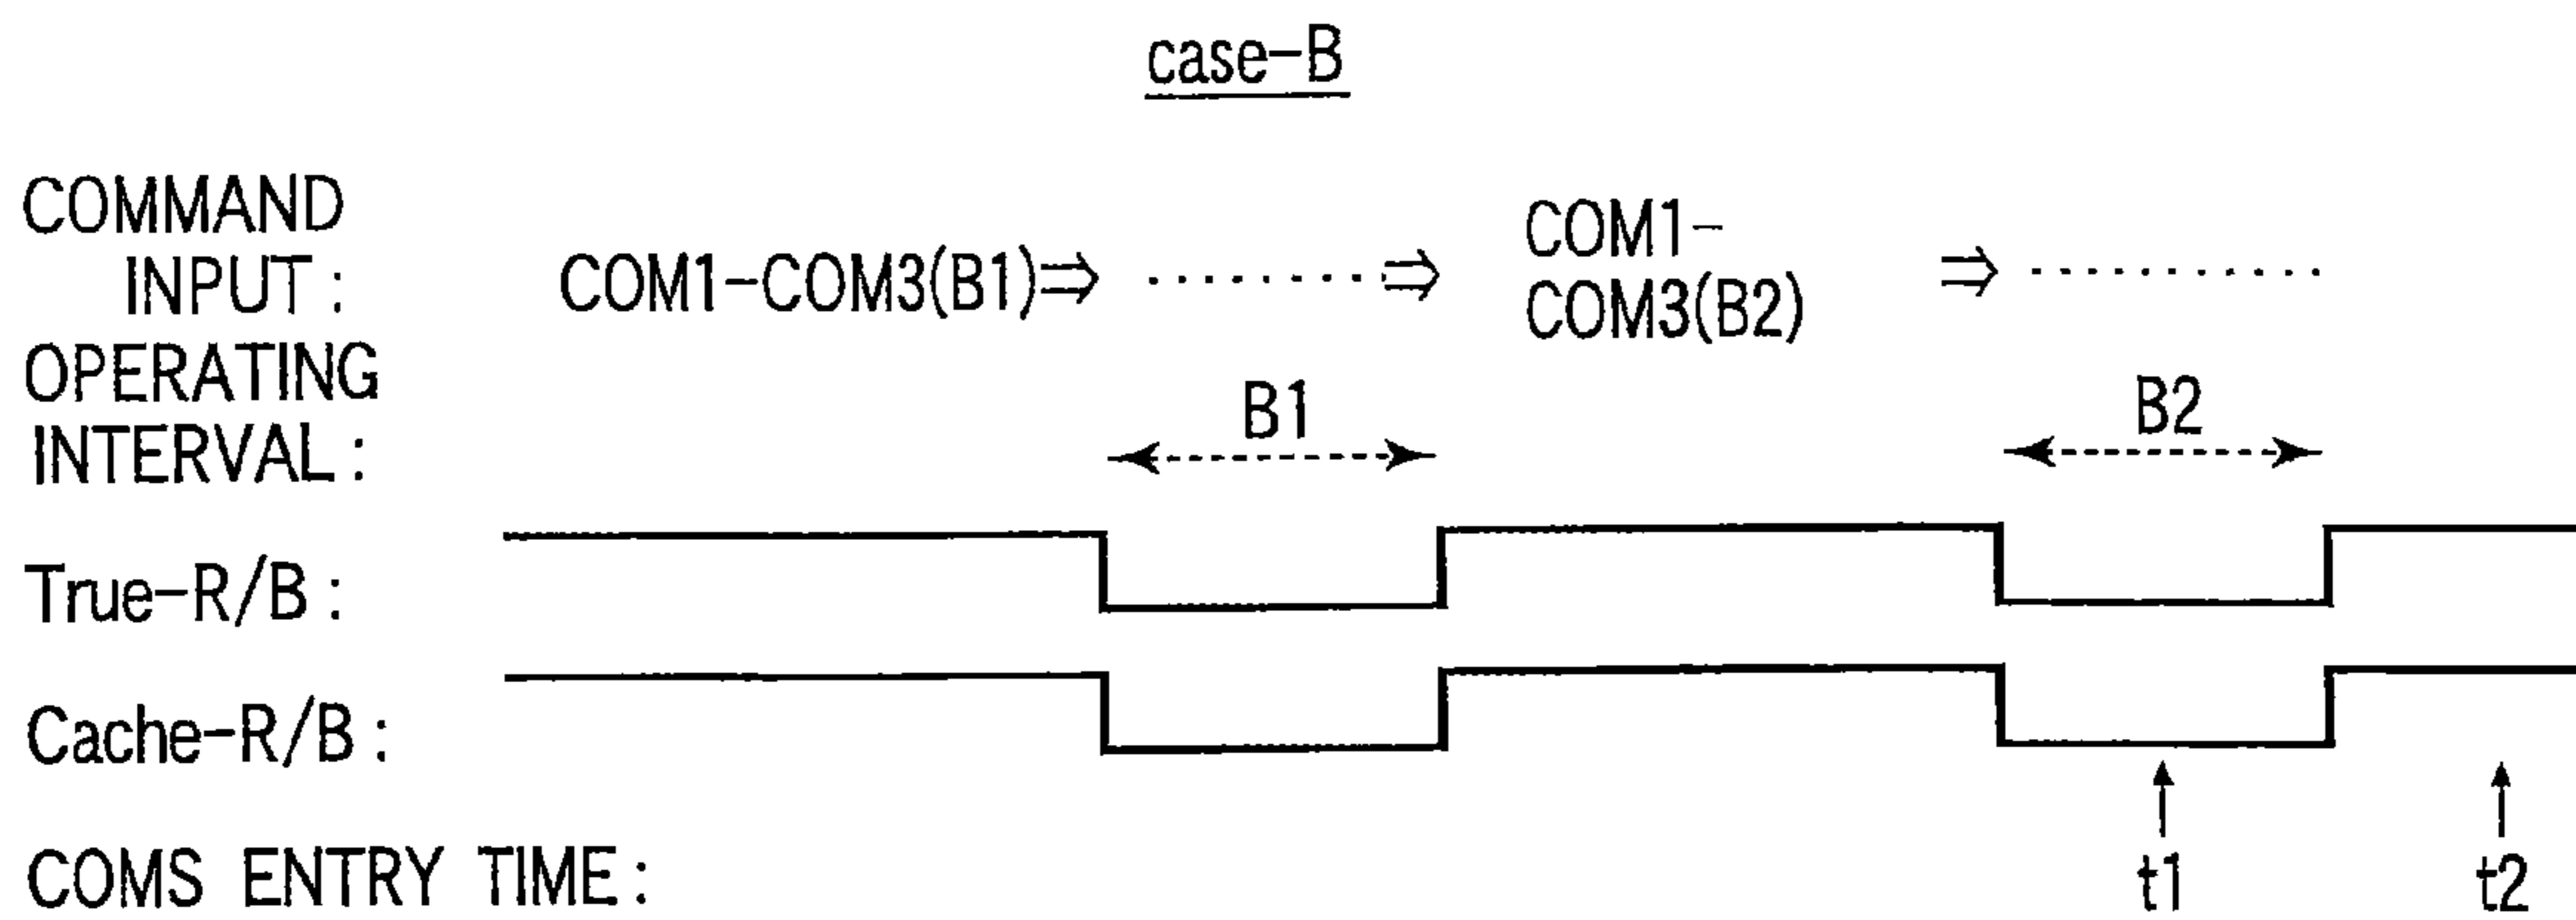 case-B
COMMAND
INPUT :
COM1-COM3(B1)⇒ ········⇒
COM1-
COM3(B2)
⇒ ··········
OPERATING
INTERVAL :
B1
B2
True-R/B :
Cache-R/B :
COMS ENTRY TIME :
t1
t2